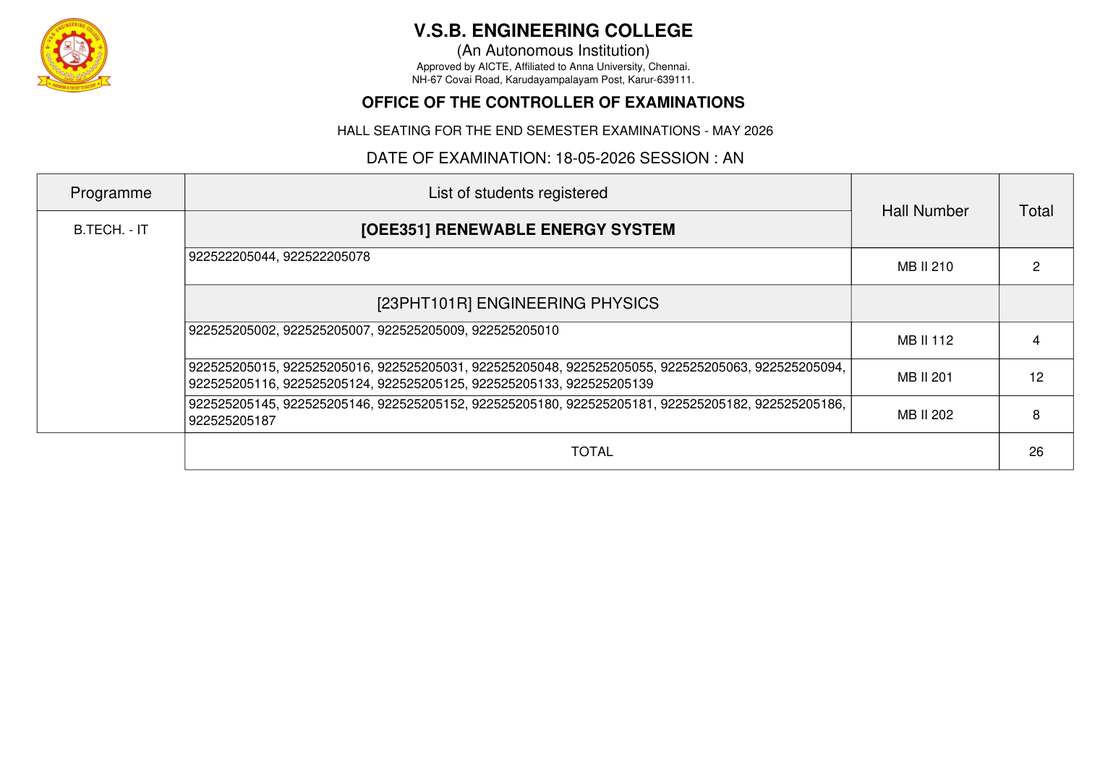 V.S.B. ENGINEERING COLLEGE
(An Autonomous Institution)
Approved by AICTE, Affiliated to Anna University, Chennai.
NH-67 Covai Road, Karudayampalayam Post, Karur-639111.
OFFICE OF THE CONTROLLER OF EXAMINATIONS
HALL SEATING FOR THE END SEMESTER EXAMINATIONS - MAY 2026
DATE OF EXAMINATION: 18-05-2026 SESSION : AN
Programme
List of students registered
Hall Number
Total
B.TECH. - IT
[OEE351] RENEWABLE ENERGY SYSTEM
922522205044, 922522205078
MB II 210
2
[23PHT101R] ENGINEERING PHYSICS
922525205002, 922525205007, 922525205009, 922525205010
MB II 112
4
922525205015, 922525205016, 922525205031, 922525205048, 922525205055, 922525205063, 922525205094,
922525205116, 922525205124, 922525205125, 922525205133, 922525205139
MB II 201
12
922525205145, 922525205146, 922525205152, 922525205180, 922525205181, 922525205182, 922525205186,
922525205187
MB II 202
8
TOTAL
26